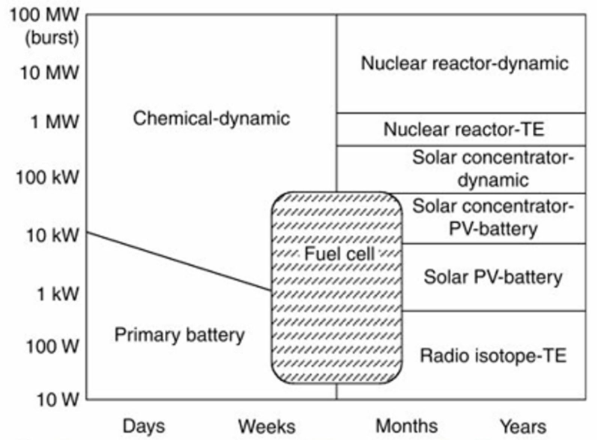 100 MW
(burst)
10 MW
1 MW
100 kW
10 kW
1 kW
100 W
10 W
Chemical-dynamic
Primary battery
Fuel cell
Nuclear reactor-dynamic
Nuclear reactor-TE
Solar concentrator-
dynamic
Solar concentrator-
PV-battery
Solar PV-battery
Radio isotope-TE
Days
Weeks
Months
Years